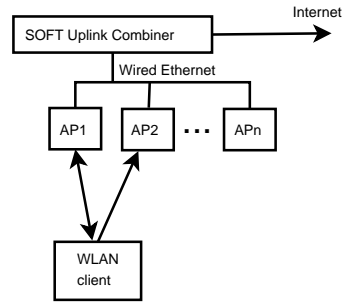 Internet
SOFT Uplink Combiner
Wired Ethernet
AP1 AP2 ... APn
WLAN
client